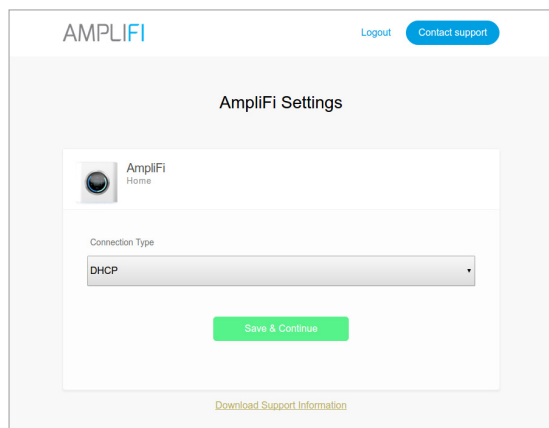 AMPLIFI
Logout
Contact support
AmpliFi Settings
AmpliFi
Home
Connection Type
DHCP
Save & Continue
Download Support Information